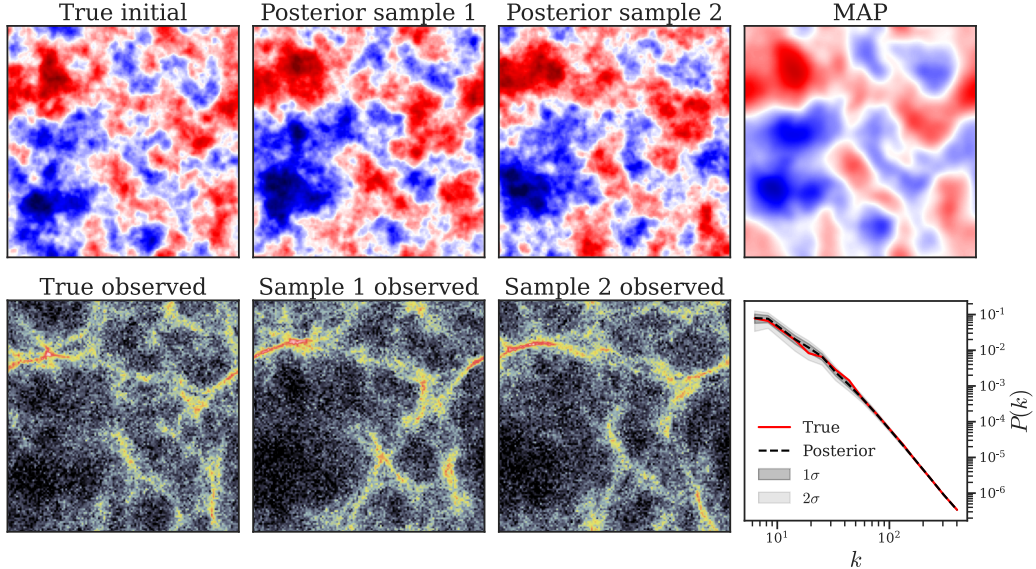 True initial
Posterior sample 1
Posterior sample 2
MAP
True observed
Sample 1 observed
Sample 2 observed
10⁻¹
10⁻²
10⁻³
10⁻⁴
10⁻⁵
10⁻⁶
P(k)
True
Posterior
1σ
2σ
10¹
10²
k